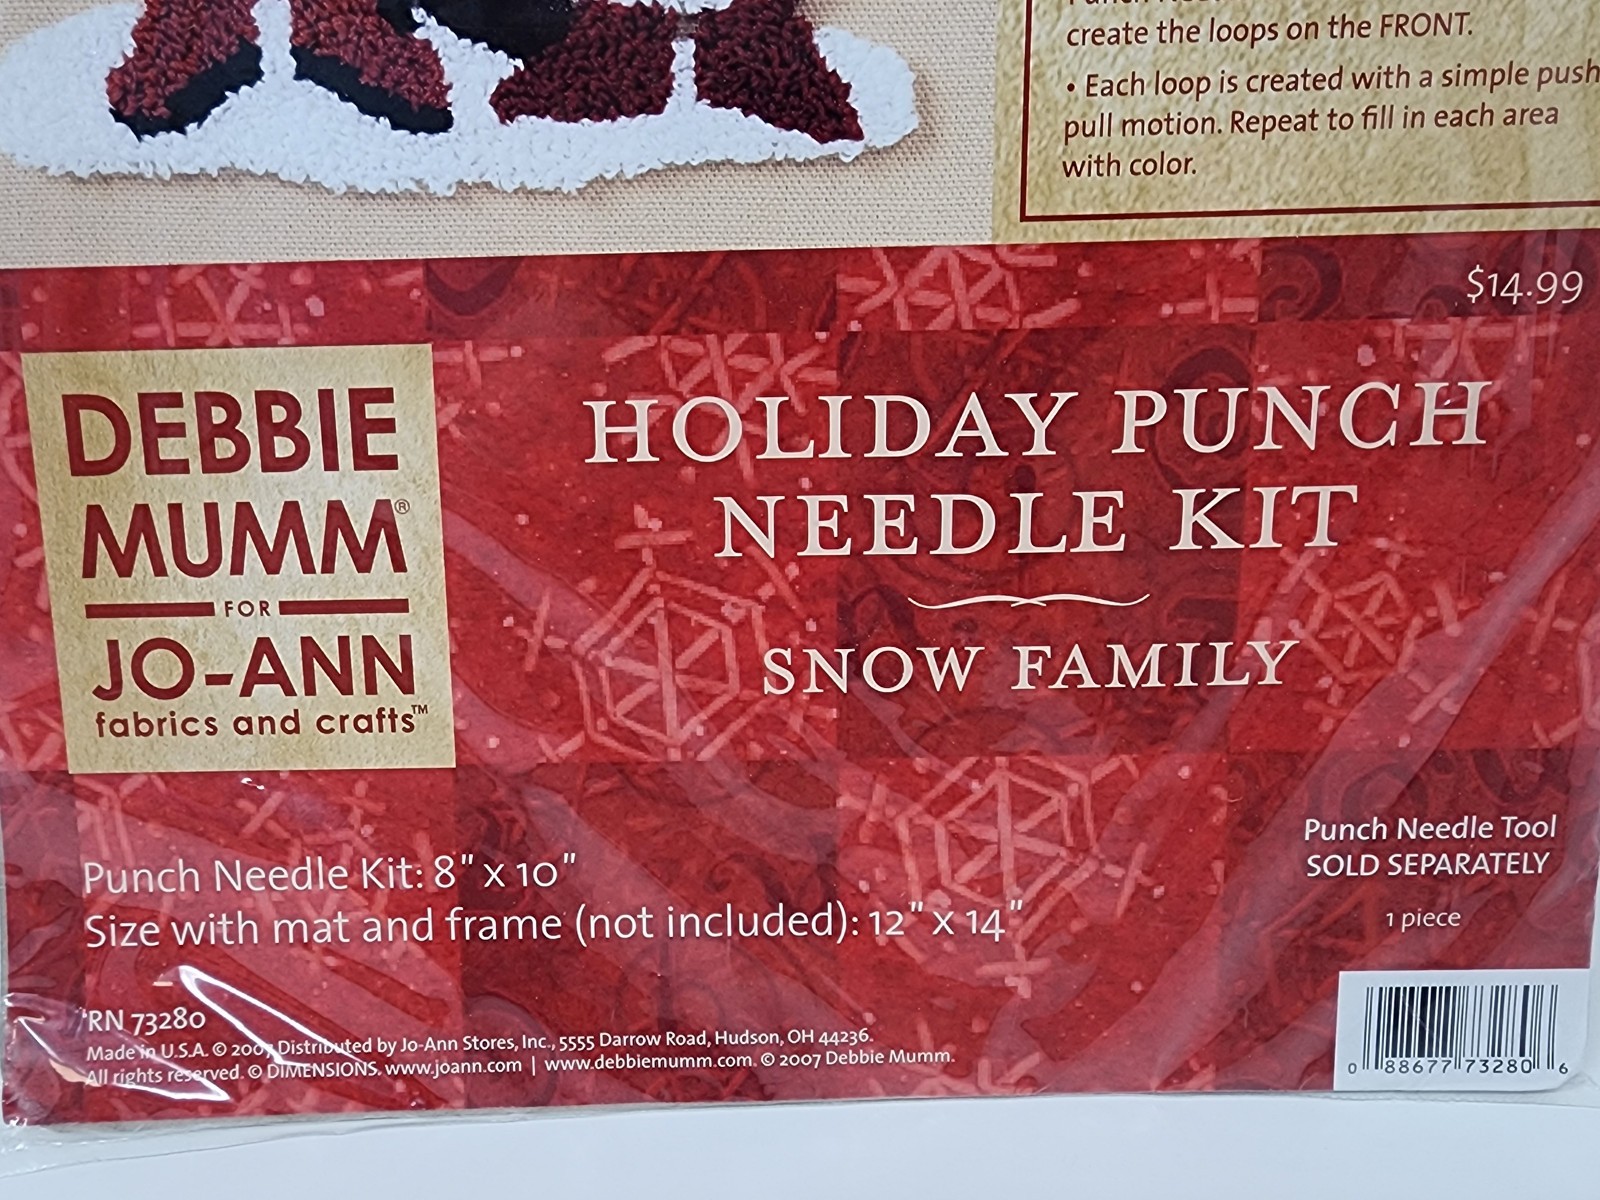 create the loops on the FRONT.
• Each loop is created with a simple push
pull motion. Repeat to fill in each area
with color.
$14.99
DEBBIE
MUMM®
FOR
JO-ANN
fabrics and crafts™
HOLIDAY PUNCH
NEEDLE KIT
SNOW FAMILY
Punch Needle Kit: 8" x 10"
Size with mat and frame (not included): 12" x 14"
Punch Needle Tool
SOLD SEPARATELY
1 piece
RN 73280
Made in U.S.A. © 2007 Distributed by Jo-Ann Stores, Inc., 5555 Darrow Road, Hudson, OH 44236.
All rights reserved. © DIMENSIONS. www.joann.com | www.debbiemumm.com. © 2007 Debbie Mumm.
0 88677 73280 6